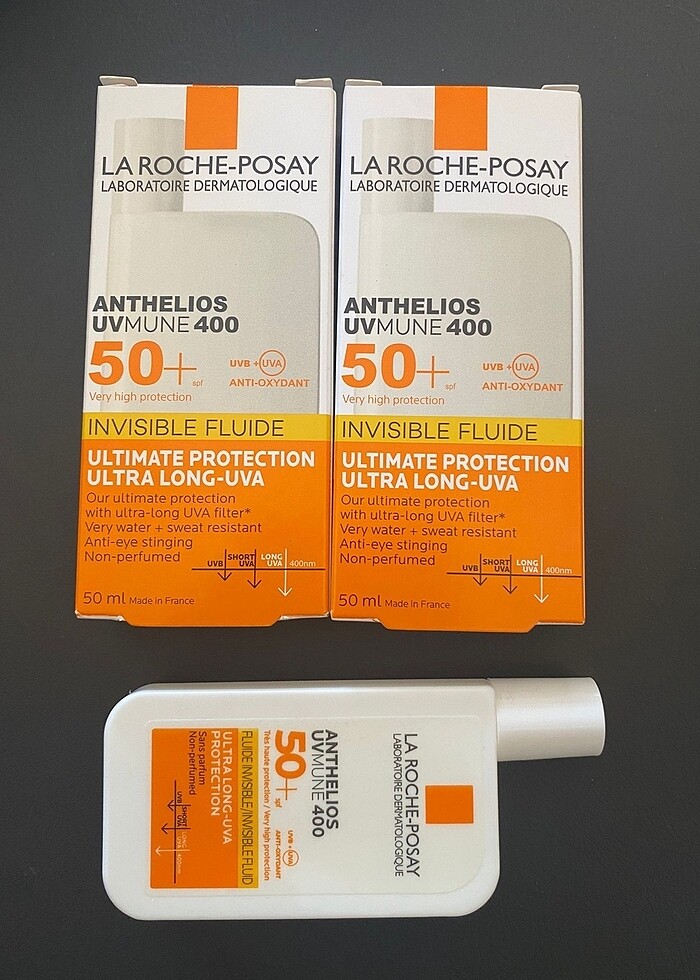 LA ROCHE-POSAY
LABORATOIRE DERMATOLOGIQUE
ANTHELIOS
UVMUNE 400
50+ spf
UVB + UVA
ANTI-OXYDANT
Very high protection
INVISIBLE FLUIDE
ULTIMATE PROTECTION
ULTRA LONG-UVA
Our ultimate protection
with ultra-long UVA filter*
Very water + sweat resistant
Anti-eye stinging
Non-perfumed
UVB SHORT UVA LONG UVA 400nm
50 ml Made in France
LA ROCHE-POSAY
LABORATOIRE DERMATOLOGIQUE
ANTHELIOS
UVMUNE 400
50+ spf
UVB + UVA
ANTI-OXYDANT
Very high protection
INVISIBLE FLUIDE
ULTIMATE PROTECTION
ULTRA LONG-UVA
Our ultimate protection
with ultra-long UVA filter*
Very water + sweat resistant
Anti-eye stinging
Non-perfumed
UVB SHORT UVA LONG UVA 400nm
50 ml Made in France
LA ROCHE-POSAY
LABORATOIRE DERMATOLOGIQUE
ANTHELIOS
UVMUNE 400
50+ spf
UVB + UVA
ANTI-OXYDANT
Très haute protection / Very high protection
FLUIDE INVISIBLE/INVISIBLE FLUID
ULTRA LONG-UVA
PROTECTION
Sans parfum
Non-perfumed
UVB SHORT UVA LONG UVA 400nm